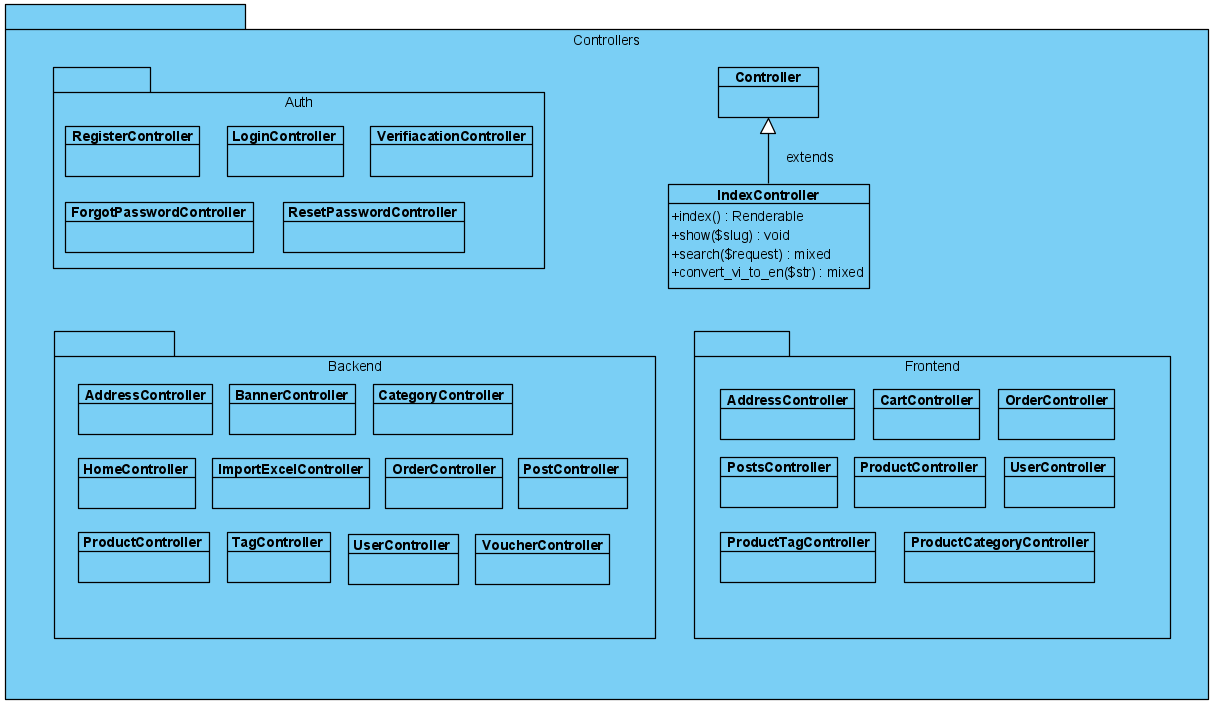 Controllers
Auth
RegisterController
LoginController
VerifiacationController
ForgotPasswordController
ResetPasswordController
Controller
extends
IndexController
+index() : Renderable
+show($slug) : void
+search($request) : mixed
+convert_vi_to_en($str) : mixed
Backend
AddressController
BannerController
CategoryController
HomeController
ImportExcelController
OrderController
PostController
ProductController
TagController
UserController
VoucherController
Frontend
AddressController
CartController
OrderController
PostsController
ProductController
UserController
ProductTagController
ProductCategoryController